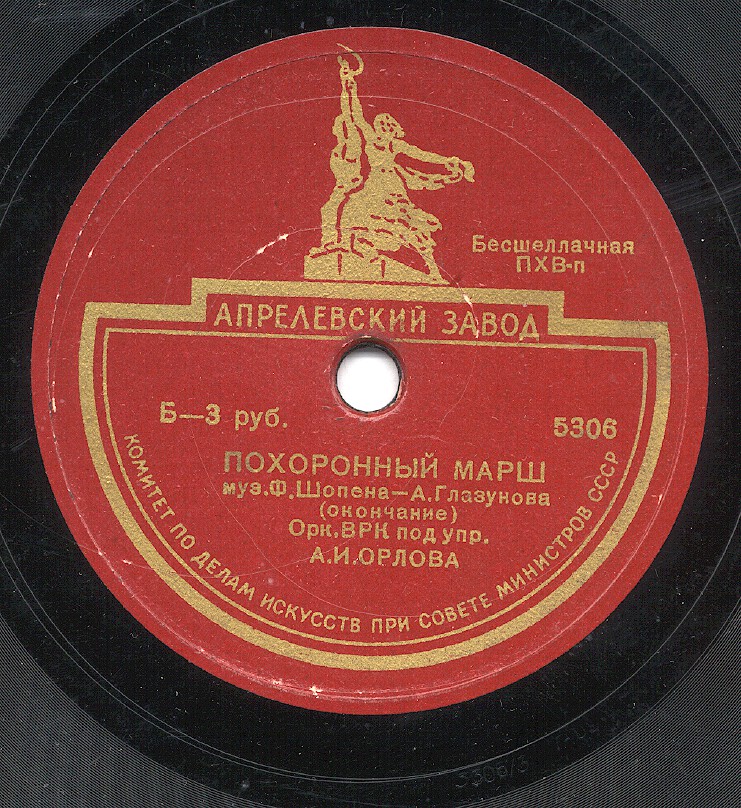 Бесшеллачная
ПХВ-п
АПРЕЛЕВСКИЙ ЗАВОД
Б—3 руб.
5306
ПОХОРОННЫЙ МАРШ
муз.Ф.Шопена—А.Глазунова
(окончание)
Орк.ВРК под упр.
А.И.ОРЛОВА
КОМИТЕТ ПО ДЕЛАМ ИСКУССТВ ПРИ СОВЕТЕ МИНИСТРОВ СССР